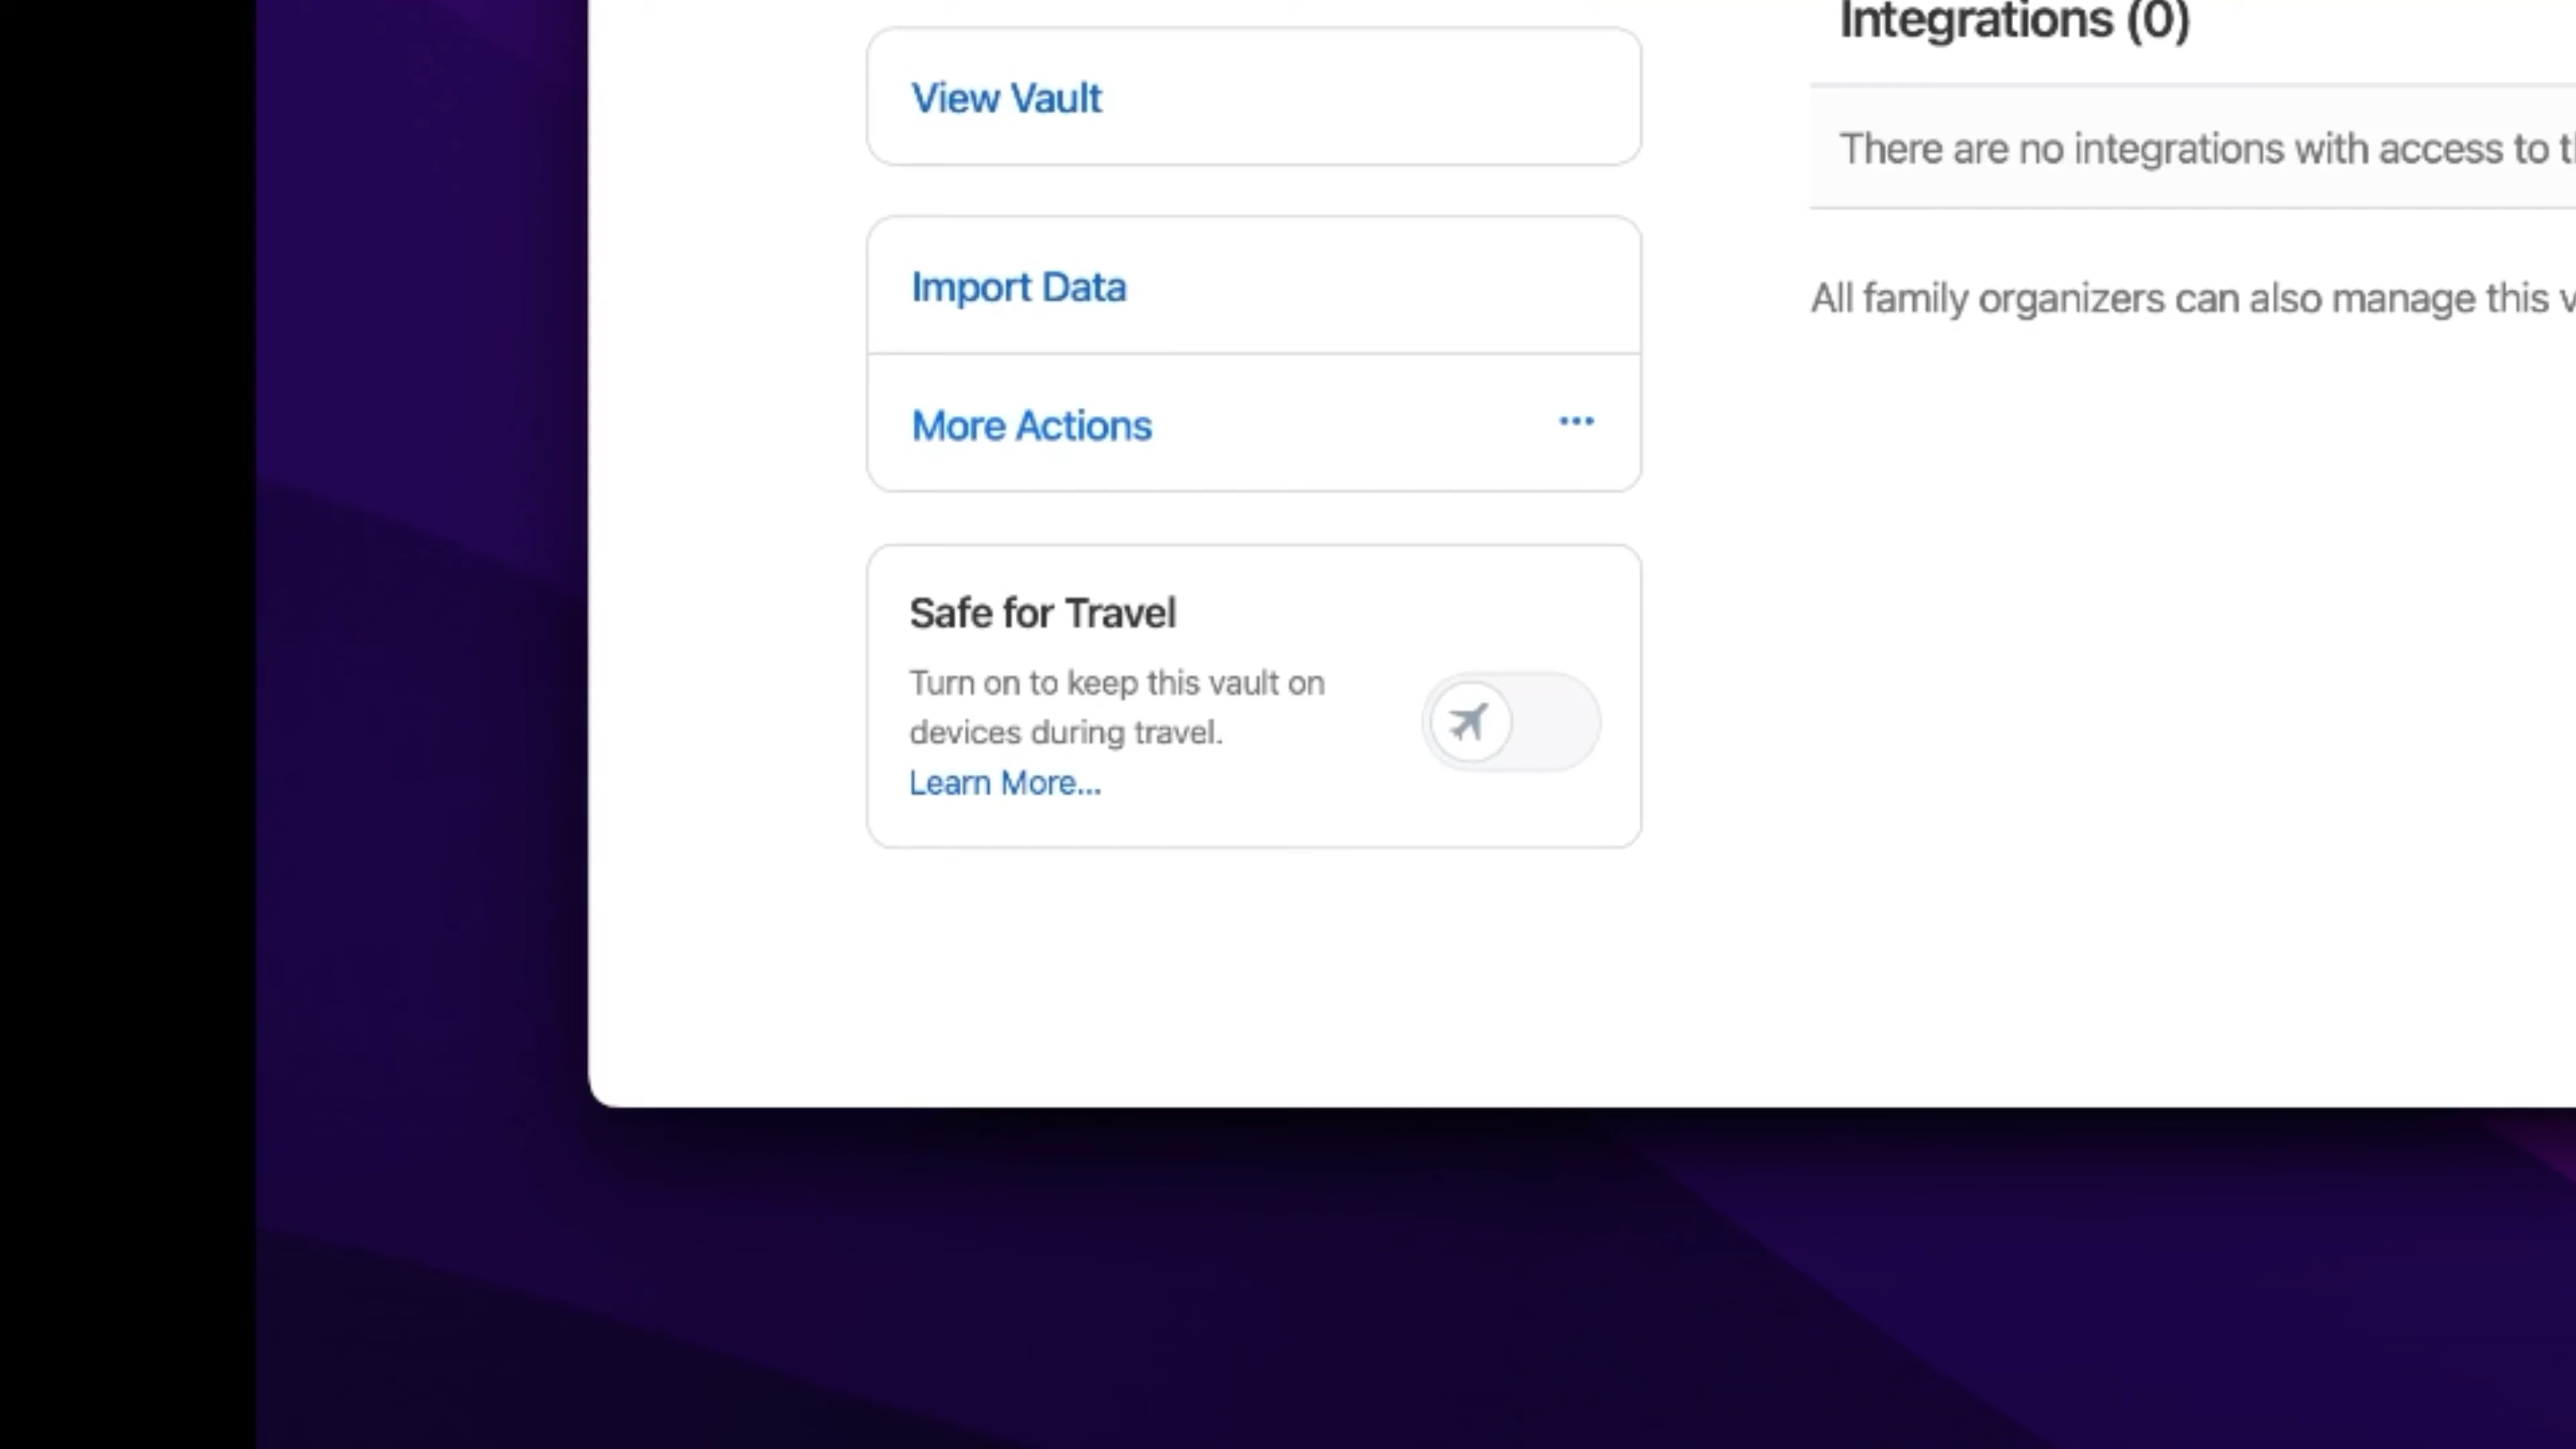 View Vault
Import Data
More Actions
Safe for Travel
Turn on to keep this vault on
devices during travel.
Learn More...
Integrations (0)
There are no integrations with access to
All family organizers can also manage this